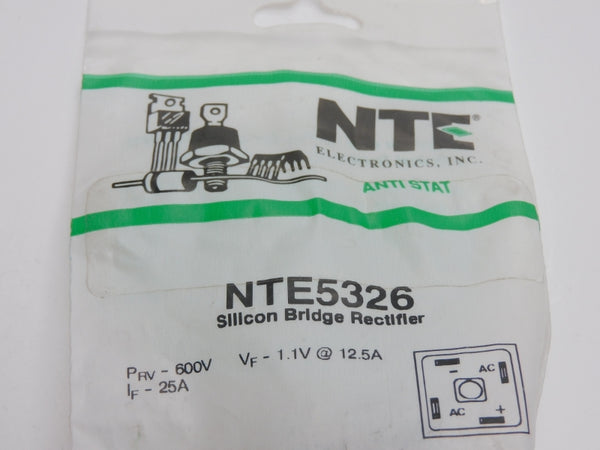 NTE®
ELECTRONICS, INC.
ANTI STAT
NTE5326
Silicon Bridge Rectifier
PRV - 600V VF - 1.1V @ 12.5A
IF - 25A
- AC
AC +